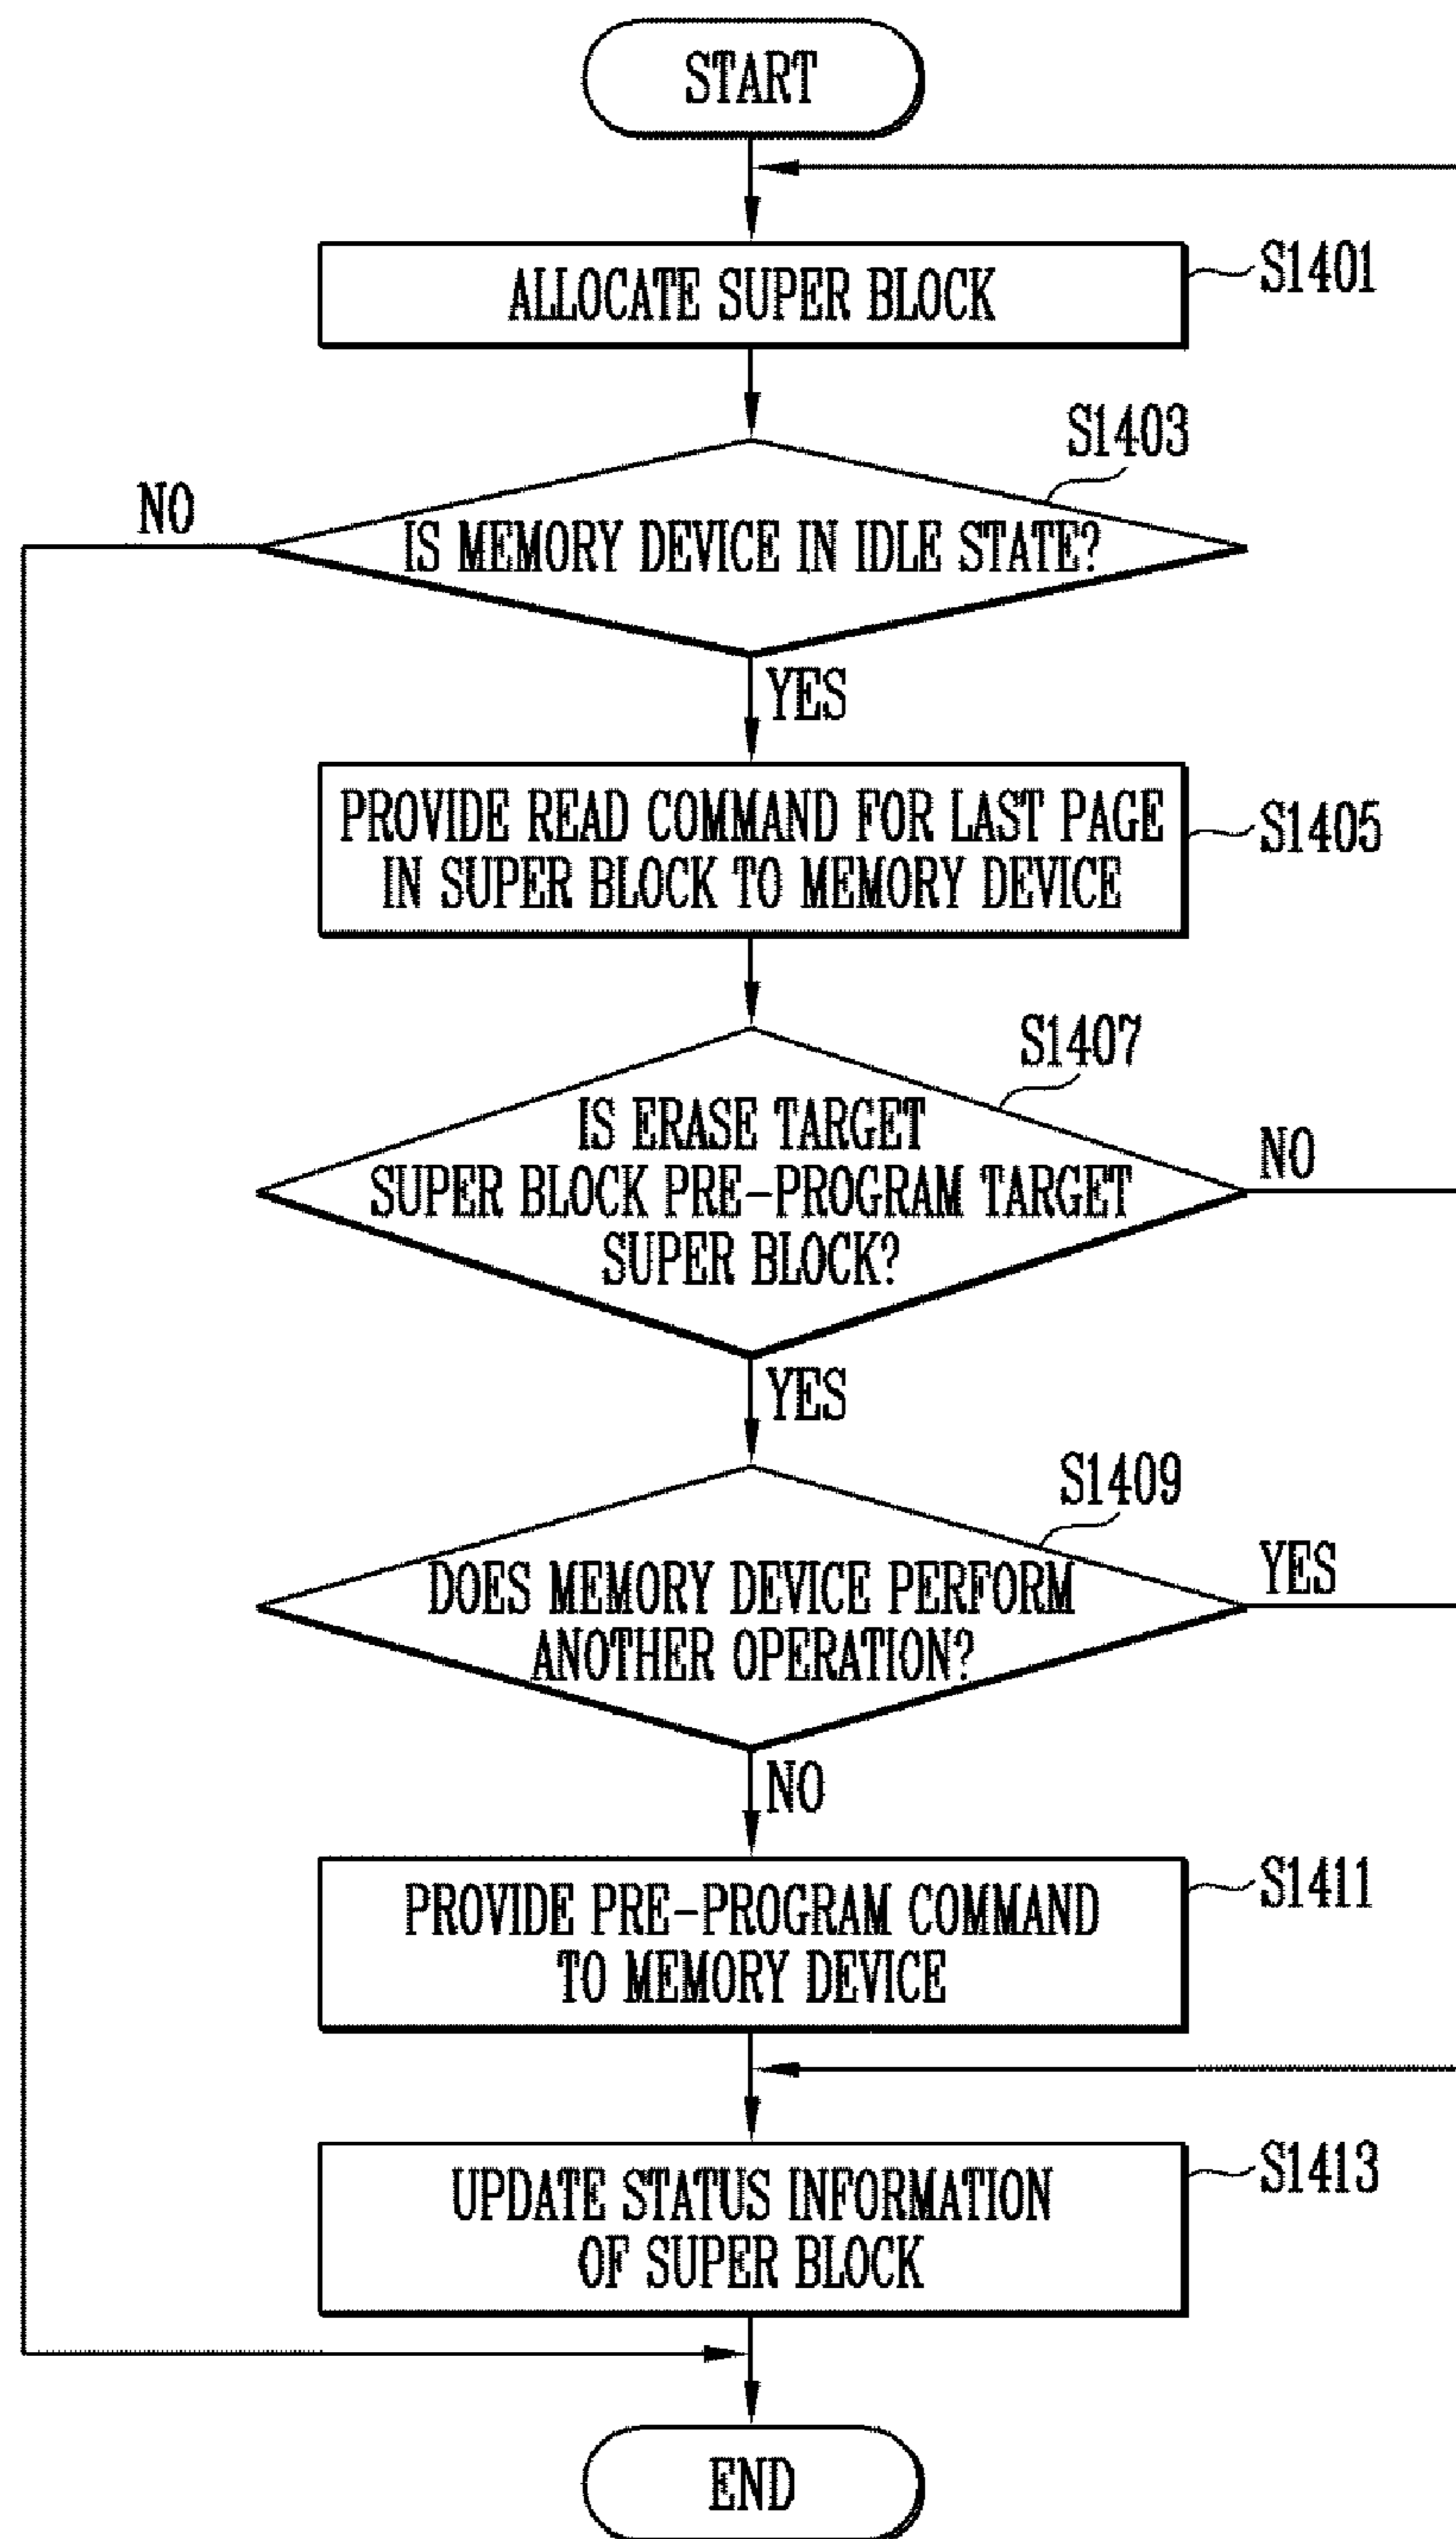 START
ALLOCATE SUPER BLOCK
S1401
S1403
NO
IS MEMORY DEVICE IN IDLE STATE?
YES
PROVIDE READ COMMAND FOR LAST PAGE
IN SUPER BLOCK TO MEMORY DEVICE
S1405
S1407
IS ERASE TARGET
SUPER BLOCK PRE-PROGRAM TARGET
SUPER BLOCK?
NO
YES
S1409
DOES MEMORY DEVICE PERFORM
ANOTHER OPERATION?
YES
NO
PROVIDE PRE-PROGRAM COMMAND
TO MEMORY DEVICE
S1411
UPDATE STATUS INFORMATION
OF SUPER BLOCK
S1413
END